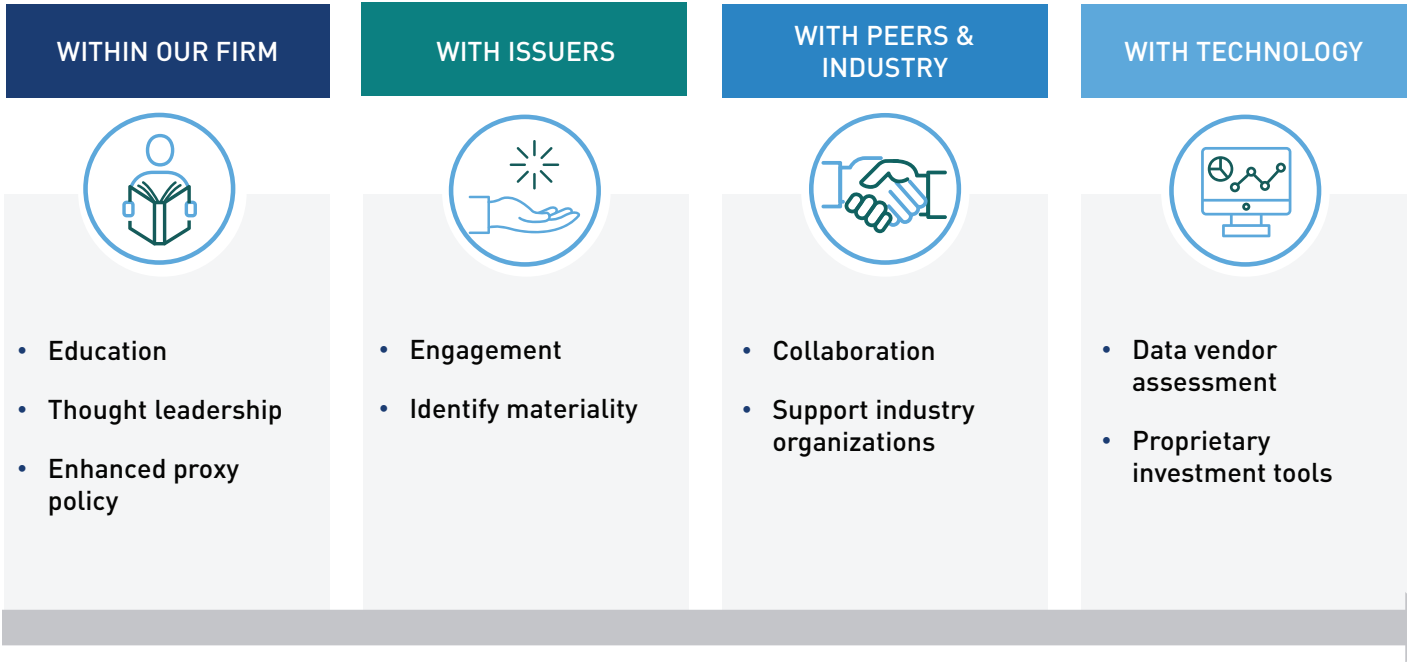 WITHIN OUR FIRM
• Education
• Thought leadership
• Enhanced proxy
policy
WITH ISSUERS
• Engagement
• Identify materiality
WITH PEERS &
INDUSTRY
• Collaboration
• Support industry
organizations
WITH TECHNOLOGY
• Data vendor
assessment
• Proprietary
investment tools